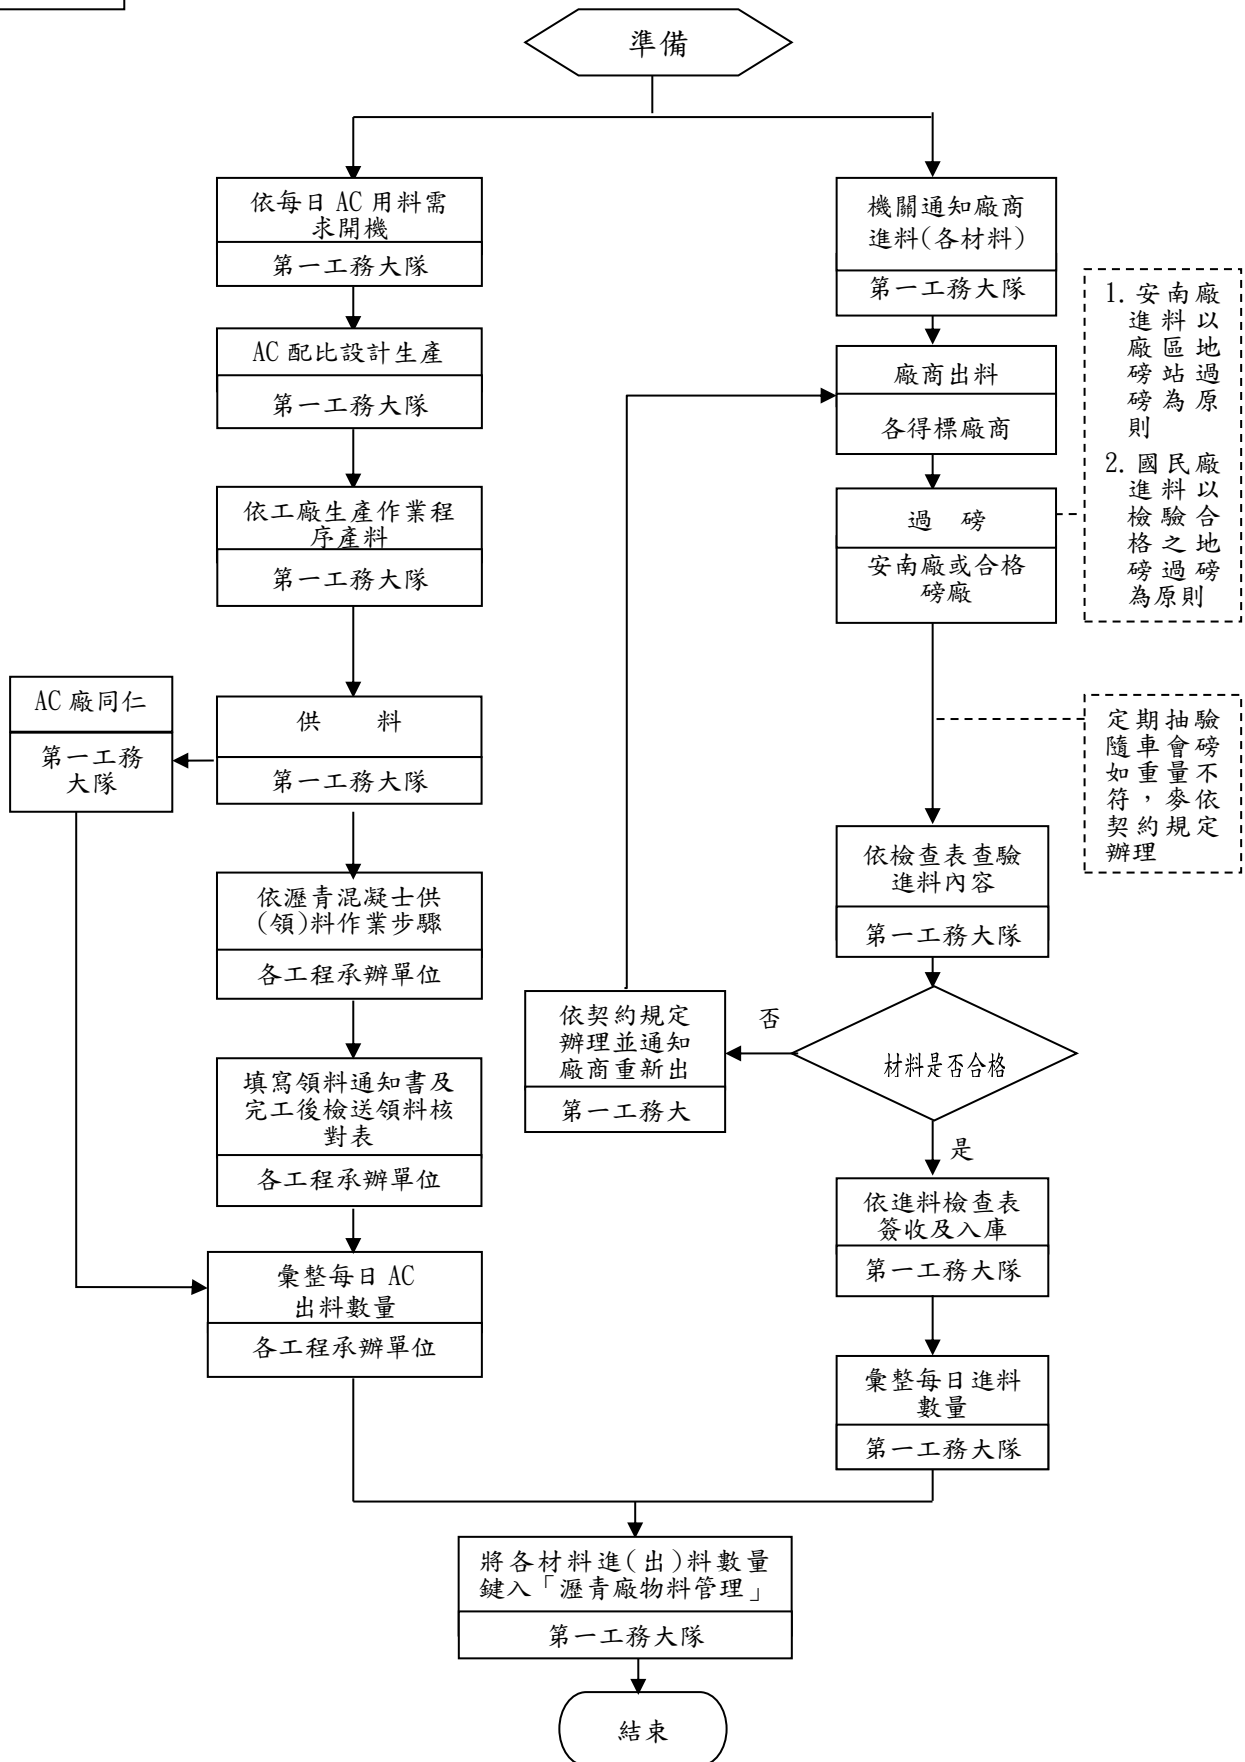 準備
依每日 AC 用料需
求開機
第一工務大隊
AC 配比設計生產
第一工務大隊
依工廠生產作業程
序產料
第一工務大隊
供　　料
第一工務大隊
AC 廠同仁
第一工務
大隊
依瀝青混凝土供
(領)料作業步驟
各工程承辦單位
填寫領料通知書及
完工後檢送領料核
對表
各工程承辦單位
彙整每日 AC
出料數量
各工程承辦單位
機關通知廠商
進料(各材料)
第一工務大隊
廠商出料
各得標廠商
過　磅
安南廠或合格
磅廠
1. 安南廠
進料以
廠區地
磅站過
磅為原
則
2. 國民廠
進料以
檢驗合
格之地
磅過磅
為原則
定期抽驗
隨車會磅
如重量不
符，麥依
契約規定
辦理
依檢查表查驗
進料內容
第一工務大隊
材料是否合格
否
依契約規定
辦理並通知
廠商重新出
第一工務大
是
依進料檢查表
簽收及入庫
第一工務大隊
彙整每日進料
數量
第一工務大隊
將各材料進(出)料數量
鍵入「瀝青廠物料管理」
第一工務大隊
結束